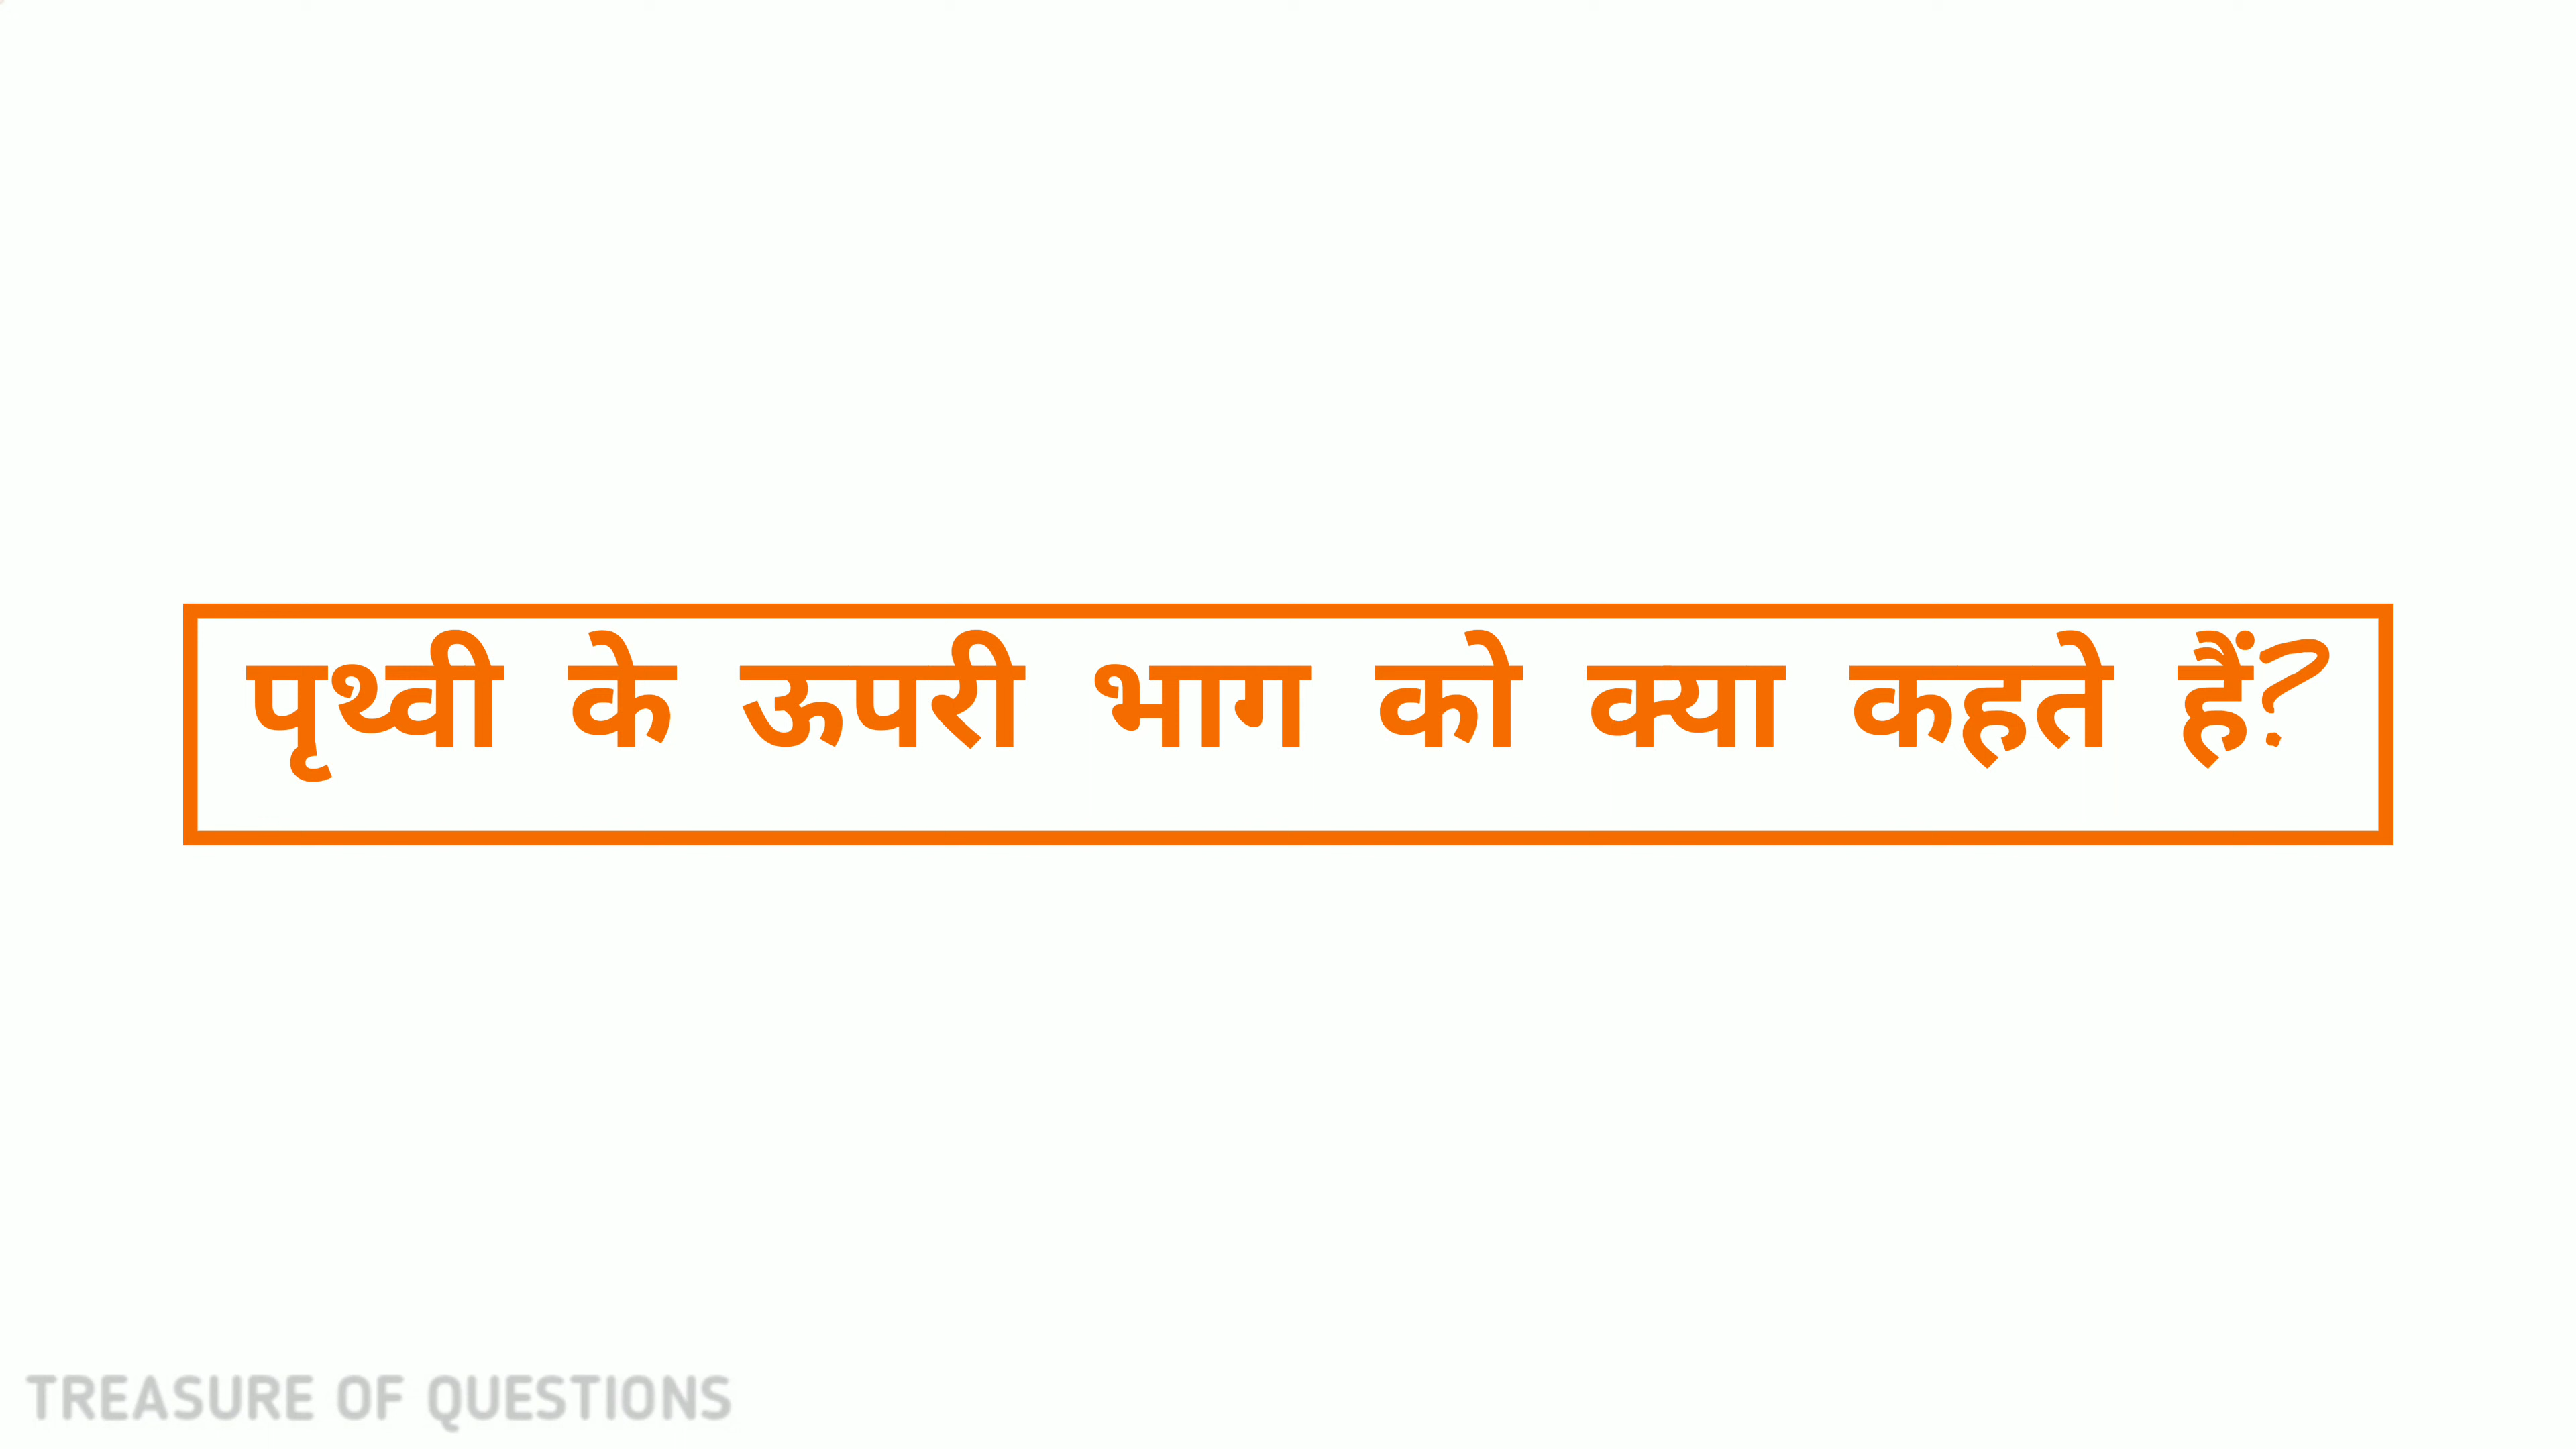 पृथ्वी के ऊपरी भाग को क्या कहते हैं?
TREASURE OF QUESTIONS